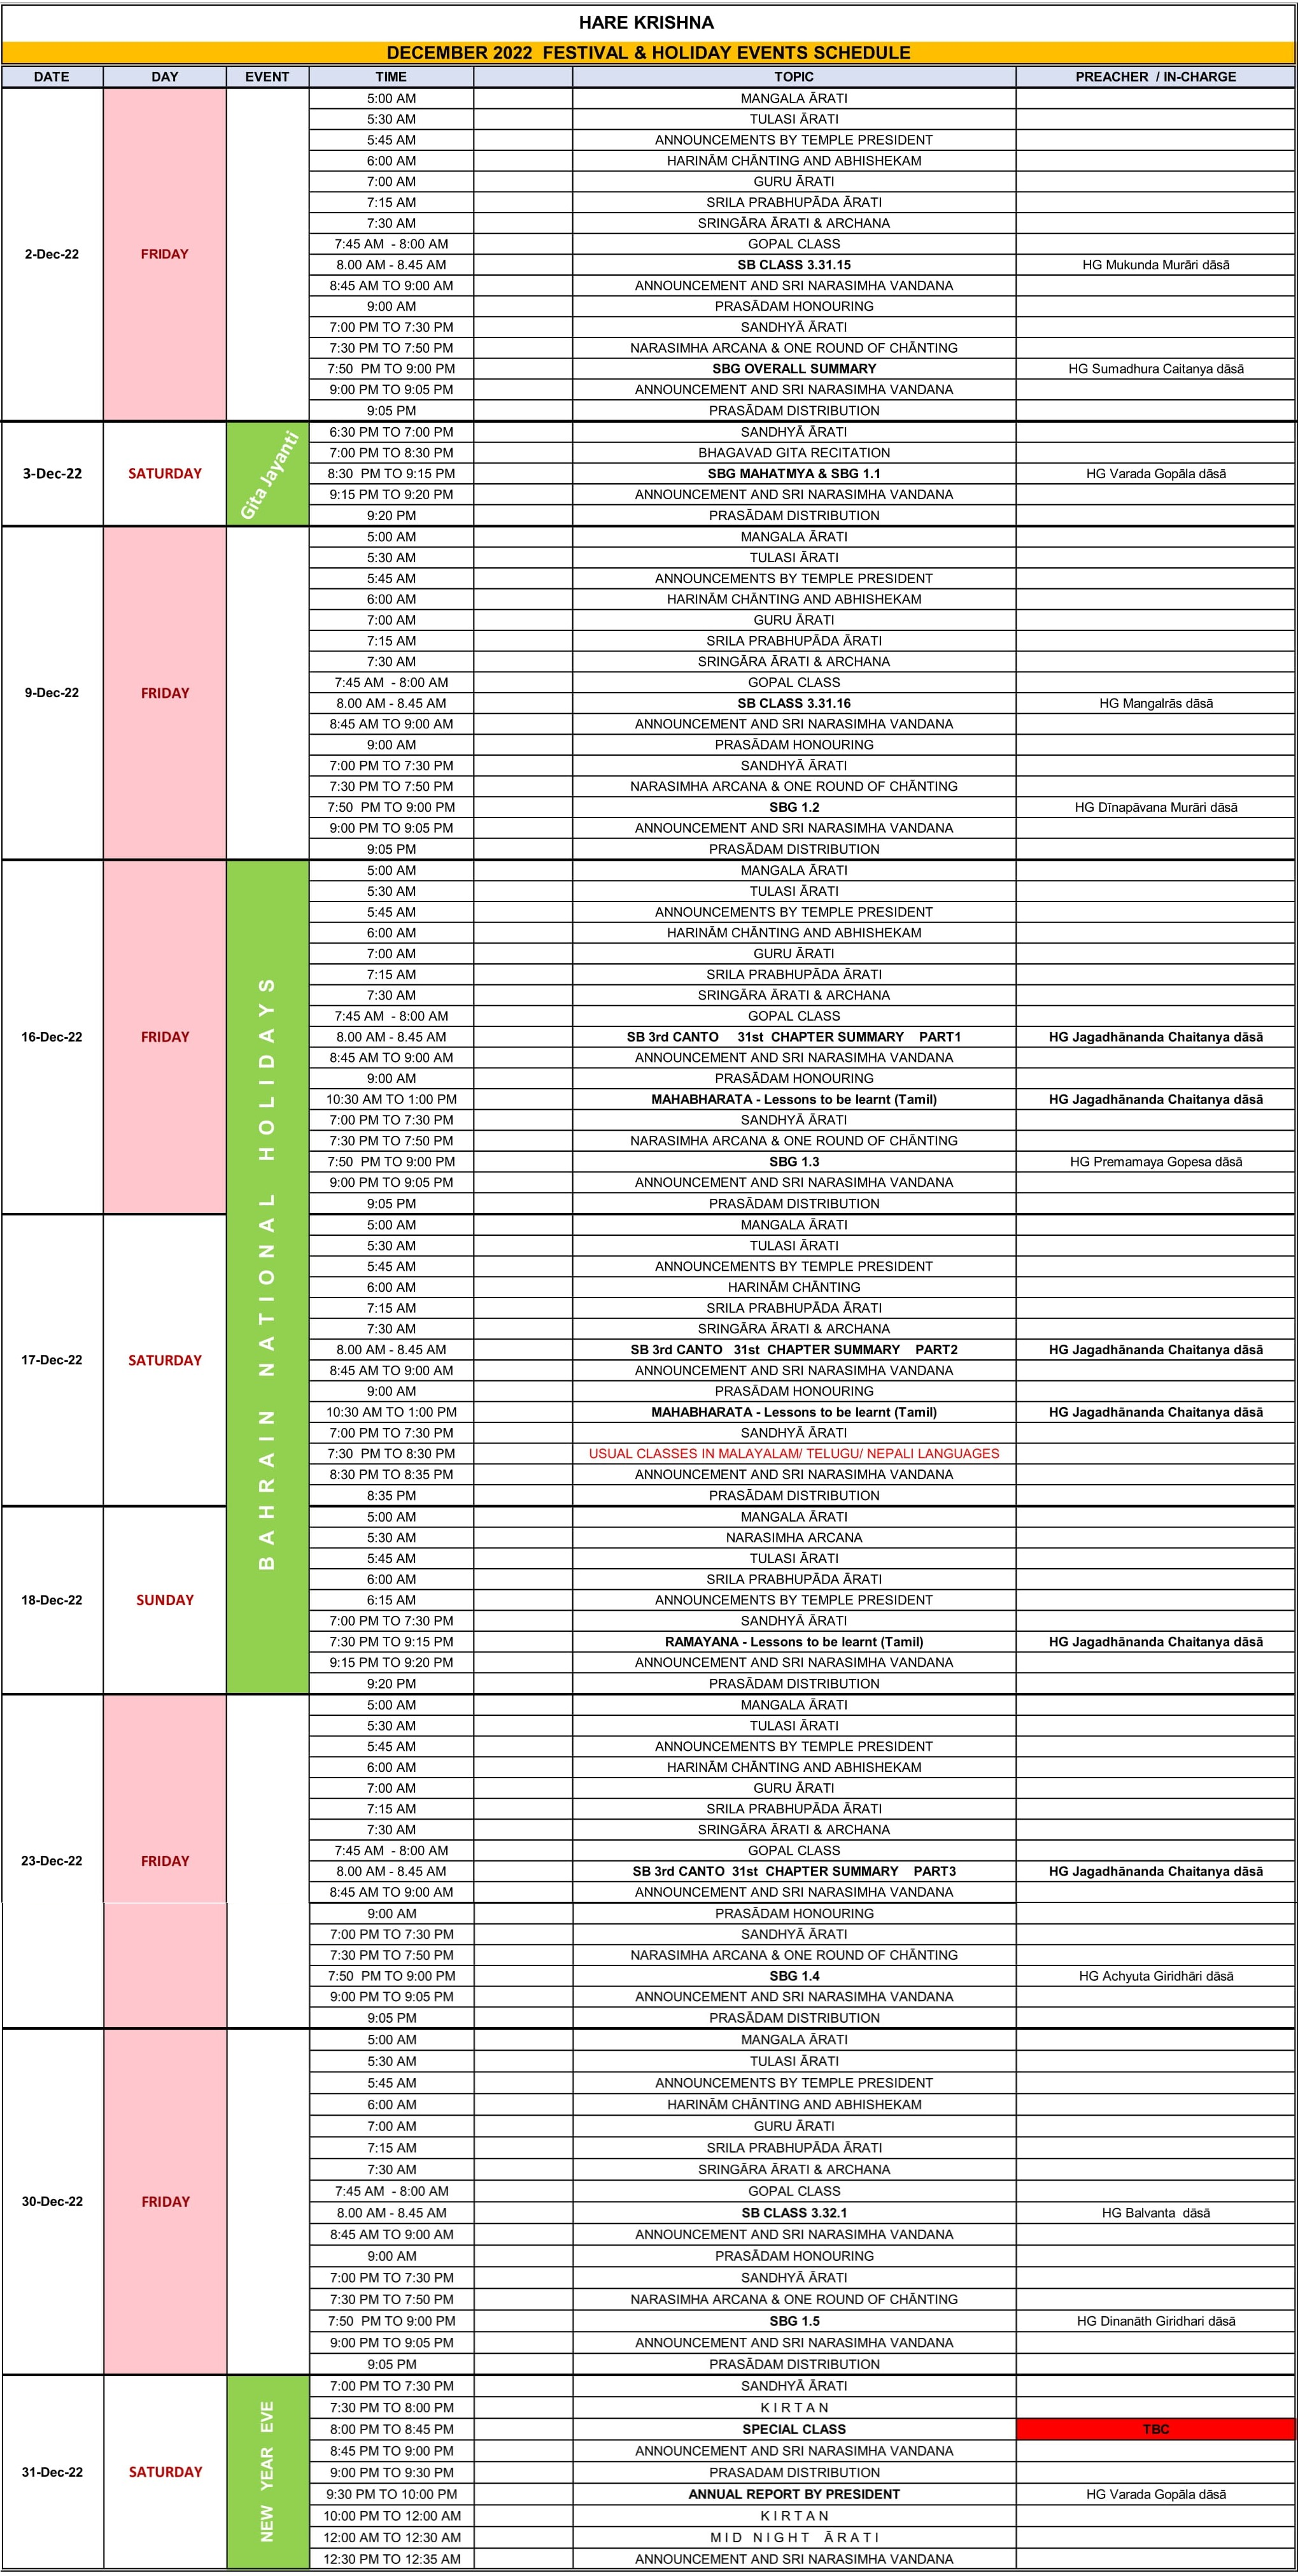 HARE KRISHNA
DECEMBER 2022  FESTIVAL & HOLIDAY EVENTS SCHEDULE
DATE DAY EVENT TIME TOPIC PREACHER / IN-CHARGE
2-Dec-22 FRIDAY
5:00 AM MANGALA ĀRATI
5:30 AM TULASI ĀRATI
5:45 AM ANNOUNCEMENTS BY TEMPLE PRESIDENT
6:00 AM HARINĀM CHĀNTING AND ABHISHEKAM
7:00 AM GURU ĀRATI
7:15 AM SRILA PRABHUPĀDA ĀRATI
7:30 AM SRINGĀRA ĀRATI & ARCHANA
7:45 AM - 8:00 AM GOPAL CLASS
8.00 AM - 8.45 AM SB CLASS 3.31.15 HG Mukunda Murāri dāsā
8:45 AM TO 9:00 AM ANNOUNCEMENT AND SRI NARASIMHA VANDANA
9:00 AM PRASĀDAM HONOURING
7:00 PM TO 7:30 PM SANDHYĀ ĀRATI
7:30 PM TO 7:50 PM NARASIMHA ARCANA & ONE ROUND OF CHĀNTING
7:50 PM TO 9:00 PM SBG OVERALL SUMMARY HG Sumadhura Caitanya dāsā
9:00 PM TO 9:05 PM ANNOUNCEMENT AND SRI NARASIMHA VANDANA
9:05 PM PRASĀDAM DISTRIBUTION
3-Dec-22 SATURDAY Gita Jayanti
6:30 PM TO 7:00 PM SANDHYĀ ĀRATI
7:00 PM TO 8:30 PM BHAGAVAD GITA RECITATION
8:30 PM TO 9:15 PM SBG MAHATMYA & SBG 1.1 HG Varada Gopāla dāsā
9:15 PM TO 9:20 PM ANNOUNCEMENT AND SRI NARASIMHA VANDANA
9:20 PM PRASĀDAM DISTRIBUTION
9-Dec-22 FRIDAY
5:00 AM MANGALA ĀRATI
5:30 AM TULASI ĀRATI
5:45 AM ANNOUNCEMENTS BY TEMPLE PRESIDENT
6:00 AM HARINĀM CHĀNTING AND ABHISHEKAM
7:00 AM GURU ĀRATI
7:15 AM SRILA PRABHUPĀDA ĀRATI
7:30 AM SRINGĀRA ĀRATI & ARCHANA
7:45 AM - 8:00 AM GOPAL CLASS
8.00 AM - 8.45 AM SB CLASS 3.31.16 HG Mangalrās dāsā
8:45 AM TO 9:00 AM ANNOUNCEMENT AND SRI NARASIMHA VANDANA
9:00 AM PRASĀDAM HONOURING
7:00 PM TO 7:30 PM SANDHYĀ ĀRATI
7:30 PM TO 7:50 PM NARASIMHA ARCANA & ONE ROUND OF CHĀNTING
7:50 PM TO 9:00 PM SBG 1.2 HG Dīnapāvana Murāri dāsā
9:00 PM TO 9:05 PM ANNOUNCEMENT AND SRI NARASIMHA VANDANA
9:05 PM PRASĀDAM DISTRIBUTION
BAHRAIN NATIONAL HOLIDAYS
16-Dec-22 FRIDAY
5:00 AM MANGALA ĀRATI
5:30 AM TULASI ĀRATI
5:45 AM ANNOUNCEMENTS BY TEMPLE PRESIDENT
6:00 AM HARINĀM CHĀNTING AND ABHISHEKAM
7:00 AM GURU ĀRATI
7:15 AM SRILA PRABHUPĀDA ĀRATI
7:30 AM SRINGĀRA ĀRATI & ARCHANA
7:45 AM - 8:00 AM GOPAL CLASS
8.00 AM - 8.45 AM SB 3rd CANTO 31st CHAPTER SUMMARY PART1 HG Jagadhānanda Chaitanya dāsā
8:45 AM TO 9:00 AM ANNOUNCEMENT AND SRI NARASIMHA VANDANA
9:00 AM PRASĀDAM HONOURING
10:30 AM TO 1:00 PM MAHABHARATA - Lessons to be learnt (Tamil) HG Jagadhānanda Chaitanya dāsā
7:00 PM TO 7:30 PM SANDHYĀ ĀRATI
7:30 PM TO 7:50 PM NARASIMHA ARCANA & ONE ROUND OF CHĀNTING
7:50 PM TO 9:00 PM SBG 1.3 HG Premamaya Gopesa dāsā
9:00 PM TO 9:05 PM ANNOUNCEMENT AND SRI NARASIMHA VANDANA
9:05 PM PRASĀDAM DISTRIBUTION
17-Dec-22 SATURDAY
5:00 AM MANGALA ĀRATI
5:30 AM TULASI ĀRATI
5:45 AM ANNOUNCEMENTS BY TEMPLE PRESIDENT
6:00 AM HARINĀM CHĀNTING
7:15 AM SRILA PRABHUPĀDA ĀRATI
7:30 AM SRINGĀRA ĀRATI & ARCHANA
8.00 AM - 8.45 AM SB 3rd CANTO 31st CHAPTER SUMMARY PART2 HG Jagadhānanda Chaitanya dāsā
8:45 AM TO 9:00 AM ANNOUNCEMENT AND SRI NARASIMHA VANDANA
9:00 AM PRASĀDAM HONOURING
10:30 AM TO 1:00 PM MAHABHARATA - Lessons to be learnt (Tamil) HG Jagadhānanda Chaitanya dāsā
7:00 PM TO 7:30 PM SANDHYĀ ĀRATI
7:30 PM TO 8:30 PM USUAL CLASSES IN MALAYALAM/ TELUGU/ NEPALI LANGUAGES
8:30 PM TO 8:35 PM ANNOUNCEMENT AND SRI NARASIMHA VANDANA
8:35 PM PRASĀDAM DISTRIBUTION
18-Dec-22 SUNDAY
5:00 AM MANGALA ĀRATI
5:30 AM NARASIMHA ARCANA
5:45 AM TULASI ĀRATI
6:00 AM SRILA PRABHUPĀDA ĀRATI
6:15 AM ANNOUNCEMENTS BY TEMPLE PRESIDENT
7:00 PM TO 7:30 PM SANDHYĀ ĀRATI
7:30 PM TO 9:15 PM RAMAYANA - Lessons to be learnt (Tamil) HG Jagadhānanda Chaitanya dāsā
9:15 PM TO 9:20 PM ANNOUNCEMENT AND SRI NARASIMHA VANDANA
9:20 PM PRASĀDAM DISTRIBUTION
23-Dec-22 FRIDAY
5:00 AM MANGALA ĀRATI
5:30 AM TULASI ĀRATI
5:45 AM ANNOUNCEMENTS BY TEMPLE PRESIDENT
6:00 AM HARINĀM CHĀNTING AND ABHISHEKAM
7:00 AM GURU ĀRATI
7:15 AM SRILA PRABHUPĀDA ĀRATI
7:30 AM SRINGĀRA ĀRATI & ARCHANA
7:45 AM - 8:00 AM GOPAL CLASS
8.00 AM - 8.45 AM SB 3rd CANTO 31st CHAPTER SUMMARY PART3 HG Jagadhānanda Chaitanya dāsā
8:45 AM TO 9:00 AM ANNOUNCEMENT AND SRI NARASIMHA VANDANA
9:00 AM PRASĀDAM HONOURING
7:00 PM TO 7:30 PM SANDHYĀ ĀRATI
7:30 PM TO 7:50 PM NARASIMHA ARCANA & ONE ROUND OF CHĀNTING
7:50 PM TO 9:00 PM SBG 1.4 HG Achyuta Giridhāri dāsā
9:00 PM TO 9:05 PM ANNOUNCEMENT AND SRI NARASIMHA VANDANA
9:05 PM PRASĀDAM DISTRIBUTION
30-Dec-22 FRIDAY
5:00 AM MANGALA ĀRATI
5:30 AM TULASI ĀRATI
5:45 AM ANNOUNCEMENTS BY TEMPLE PRESIDENT
6:00 AM HARINĀM CHĀNTING AND ABHISHEKAM
7:00 AM GURU ĀRATI
7:15 AM SRILA PRABHUPĀDA ĀRATI
7:30 AM SRINGĀRA ĀRATI & ARCHANA
7:45 AM - 8:00 AM GOPAL CLASS
8.00 AM - 8.45 AM SB CLASS 3.32.1 HG Balvanta dāsā
8:45 AM TO 9:00 AM ANNOUNCEMENT AND SRI NARASIMHA VANDANA
9:00 AM PRASĀDAM HONOURING
7:00 PM TO 7:30 PM SANDHYĀ ĀRATI
7:30 PM TO 7:50 PM NARASIMHA ARCANA & ONE ROUND OF CHĀNTING
7:50 PM TO 9:00 PM SBG 1.5 HG Dinanāth Giridhari dāsā
9:00 PM TO 9:05 PM ANNOUNCEMENT AND SRI NARASIMHA VANDANA
9:05 PM PRASĀDAM DISTRIBUTION
31-Dec-22 SATURDAY NEW YEAR EVE
7:00 PM TO 7:30 PM SANDHYĀ ĀRATI
7:30 PM TO 8:00 PM K I R T A N
8:00 PM TO 8:45 PM SPECIAL CLASS TBC
8:45 PM TO 9:00 PM ANNOUNCEMENT AND SRI NARASIMHA VANDANA
9:00 PM TO 9:30 PM PRASADAM DISTRIBUTION
9:30 PM TO 10:00 PM ANNUAL REPORT BY PRESIDENT HG Varada Gopāla dāsā
10:00 PM TO 12:00 AM K I R T A N
12:00 AM TO 12:30 AM M I D  N I G H T  Ā R A T I
12:30 PM TO 12:35 AM ANNOUNCEMENT AND SRI NARASIMHA VANDANA